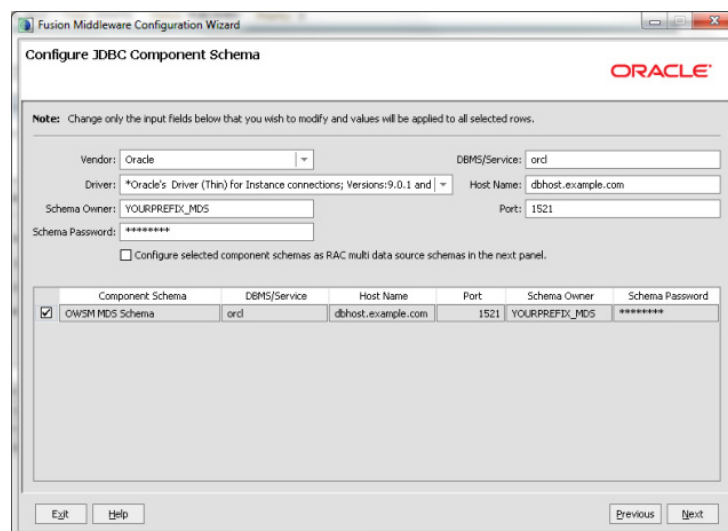 Fusion Middleware Configuration Wizard
Configure JDBC Component Schema
ORACLE
Note: Change only the input fields below that you wish to modify and values will be applied to all selected rows.
Vendor: Oracle DBMS/Service: orcl
Driver: *Oracle's Driver (Thin) for Instance connections; Versions:9.0.1 and Host Name: dbhost.example.com
Schema Owner: YOURPREFIX_MDS Port: 1521
Schema Password: ********
Configure selected component schemas as RAC multi data source schemas in the next panel.
Component Schema DBMS/Service Host Name Port Schema Owner Schema Password
OWSM MDS Schema orcl dbhost.example.com 1521 YOURPREFIX_MDS ********
Exit Help Previous Next